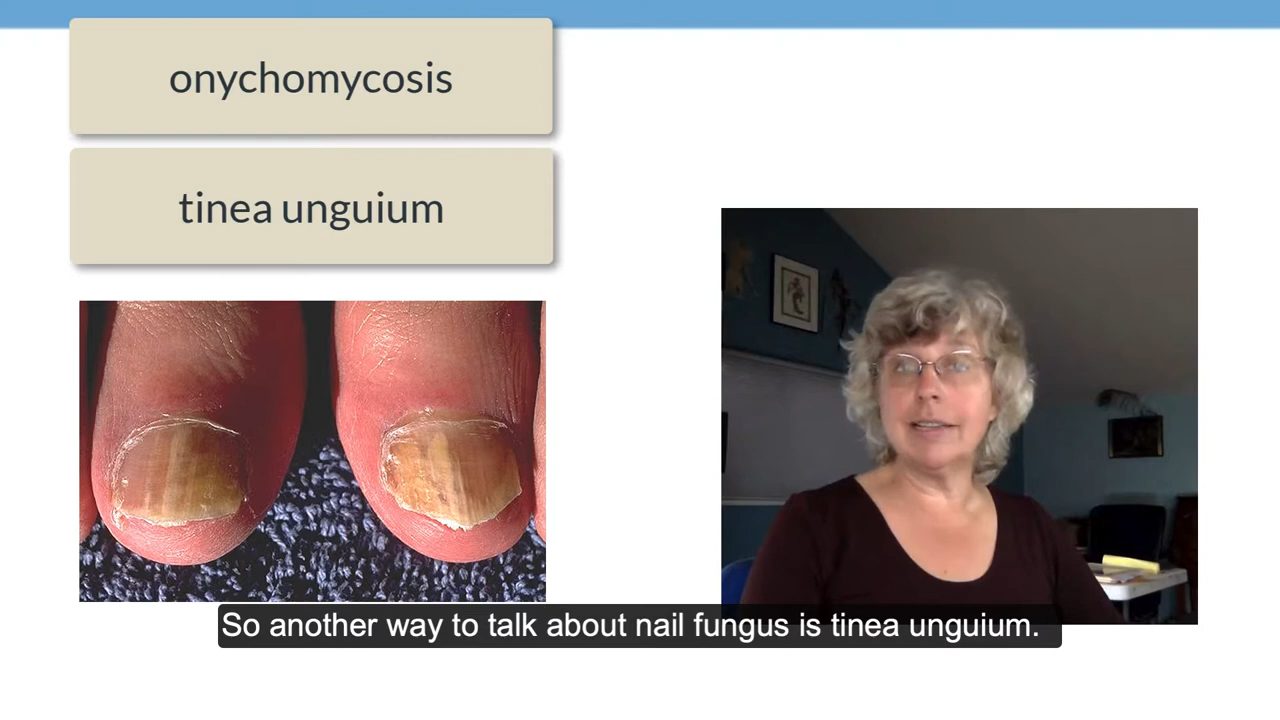 onychomycosis
tinea unguium
So another way to talk about nail fungus is tinea unguium.